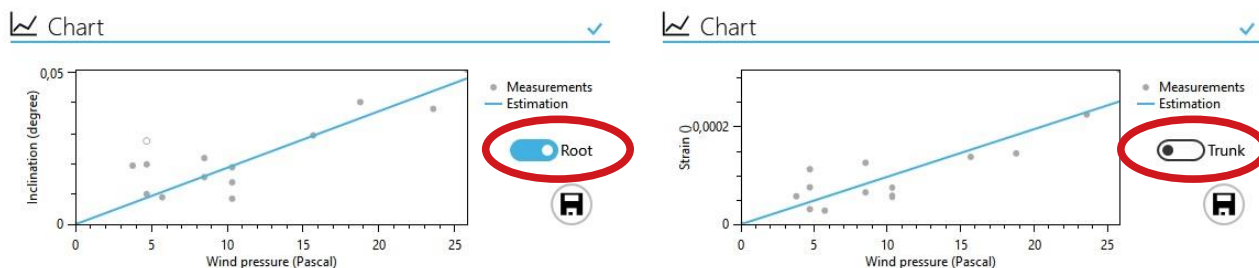 Chart
0,05
Inclination (degree)
0
0 5 10 15 20 25
Wind pressure (Pascal)
Measurements
Estimation
Root
Chart
0,0002
Strain ()
0
0 5 10 15 20 25
Wind pressure (Pascal)
Measurements
Estimation
Trunk